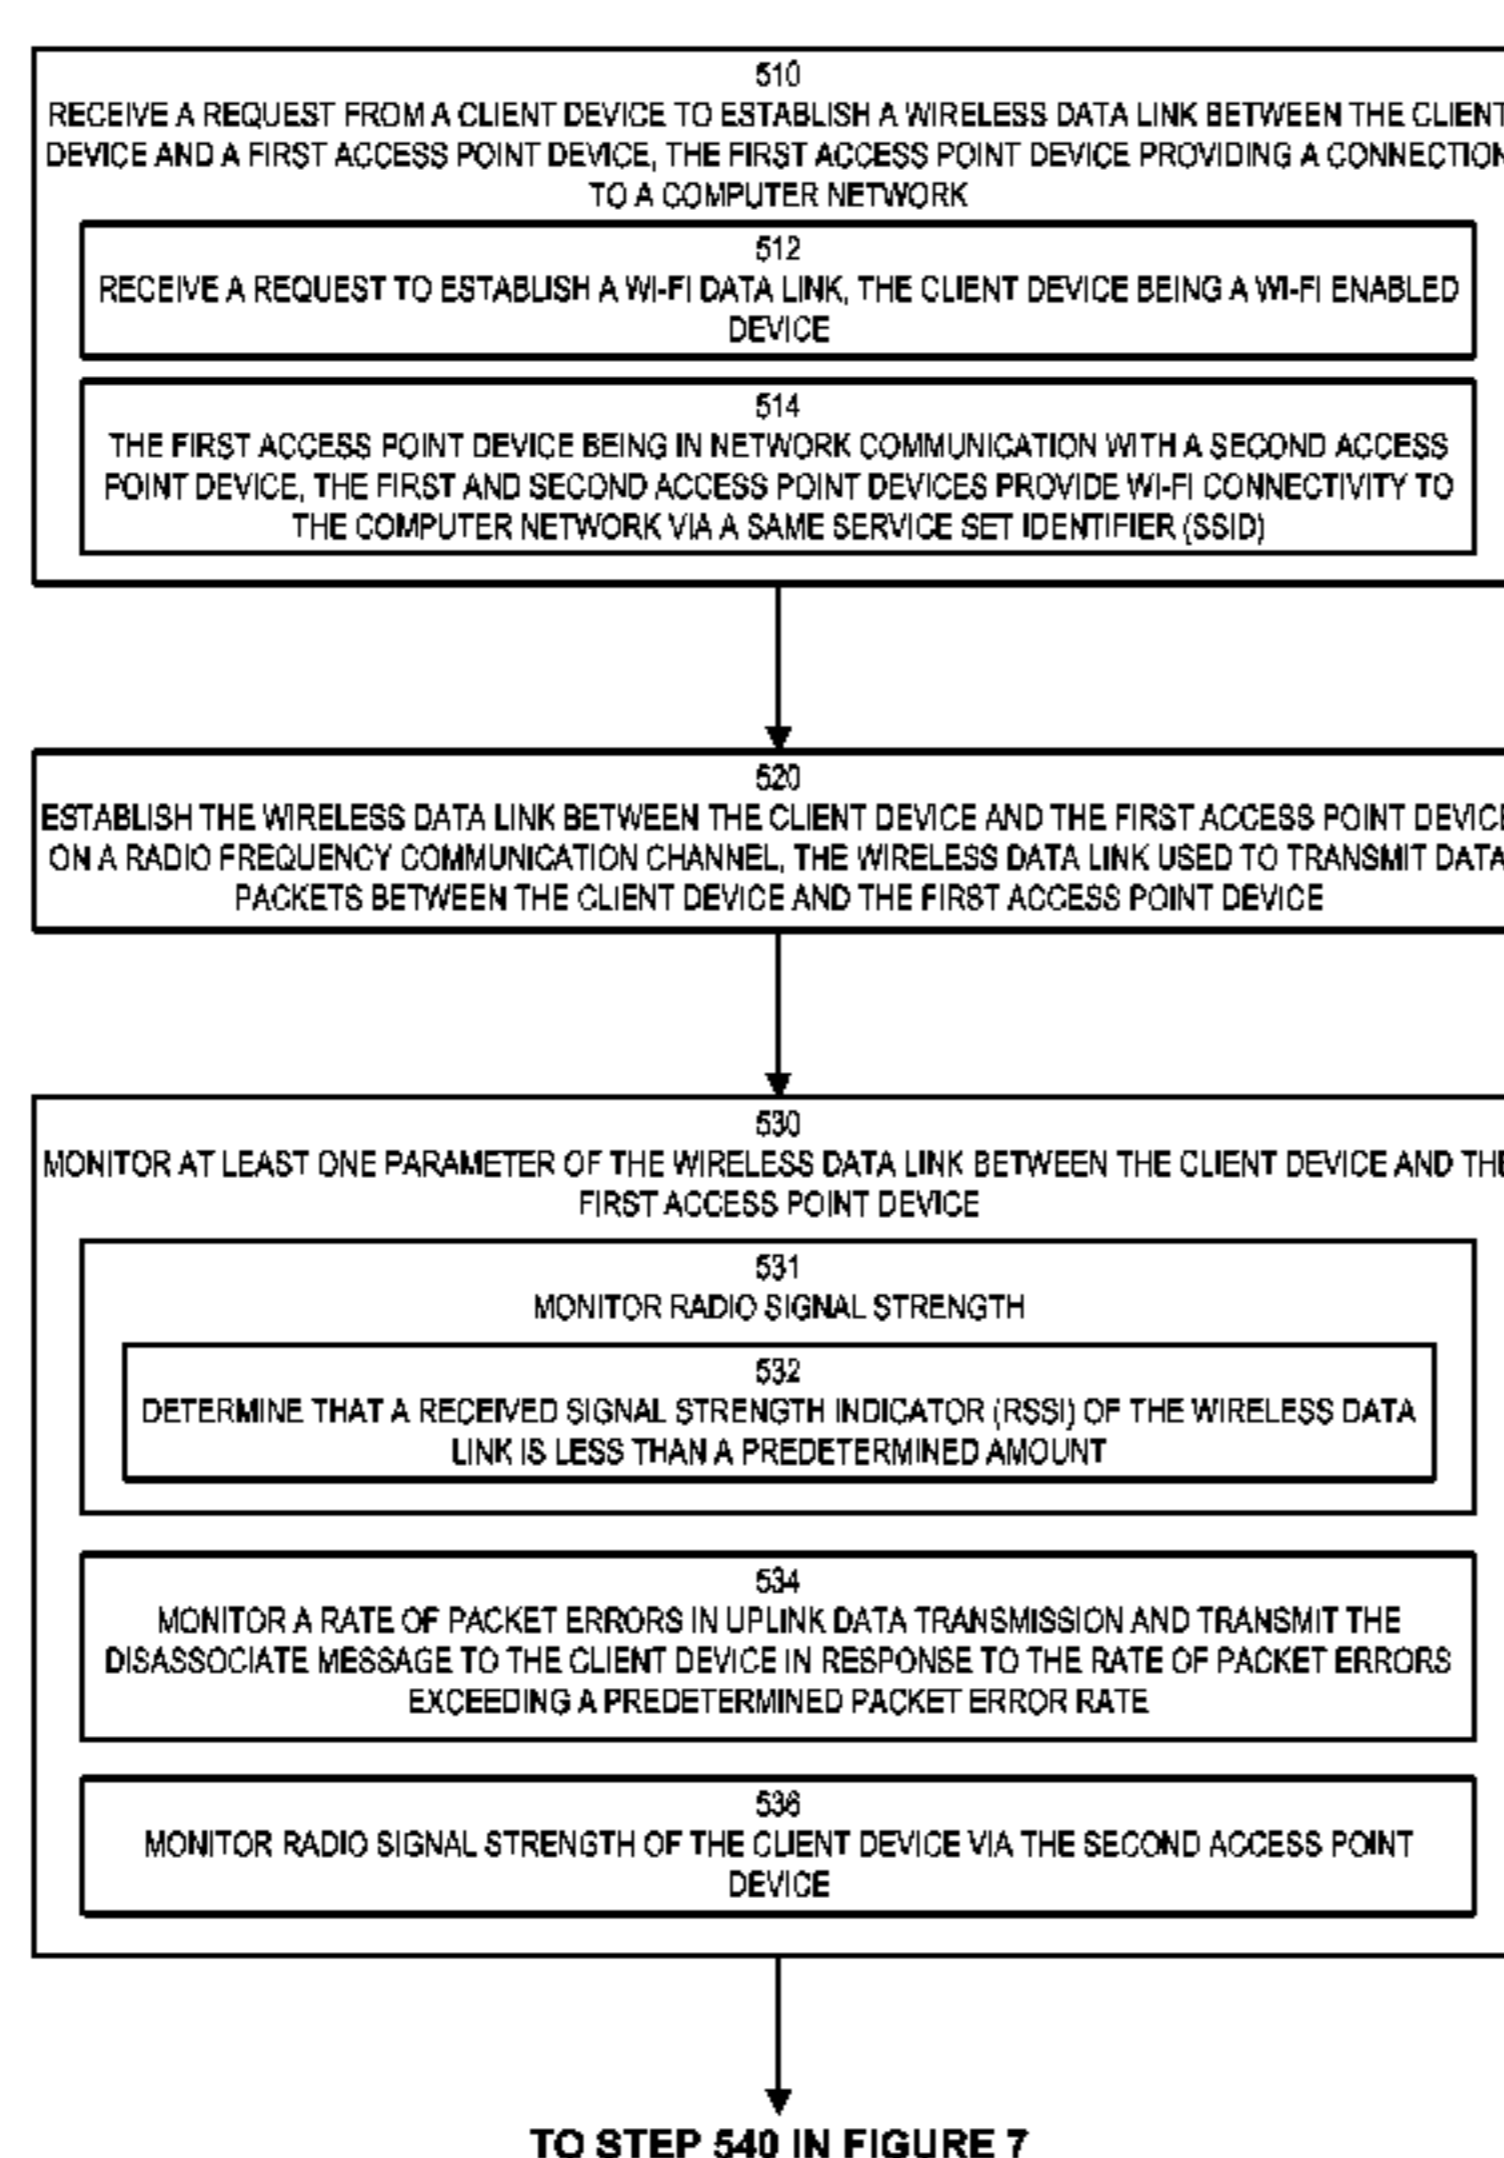 510
RECEIVE A REQUEST FROM A CLIENT DEVICE TO ESTABLISH A WIRELESS DATA LINK BETWEEN THE CLIENT
DEVICE AND A FIRST ACCESS POINT DEVICE, THE FIRST ACCESS POINT DEVICE PROVIDING A CONNECTION
TO A COMPUTER NETWORK
512
RECEIVE A REQUEST TO ESTABLISH A WI-FI DATA LINK, THE CLIENT DEVICE BEING A WI-FI ENABLED
DEVICE
514
THE FIRST ACCESS POINT DEVICE BEING IN NETWORK COMMUNICATION WITH A SECOND ACCESS
POINT DEVICE, THE FIRST AND SECOND ACCESS POINT DEVICES PROVIDE WI-FI CONNECTIVITY TO
THE COMPUTER NETWORK VIA A SAME SERVICE SET IDENTIFIER (SSID)
520
ESTABLISH THE WIRELESS DATA LINK BETWEEN THE CLIENT DEVICE AND THE FIRST ACCESS POINT DEVICE
ON A RADIO FREQUENCY COMMUNICATION CHANNEL, THE WIRELESS DATA LINK USED TO TRANSMIT DATA
PACKETS BETWEEN THE CLIENT DEVICE AND THE FIRST ACCESS POINT DEVICE
530
MONITOR AT LEAST ONE PARAMETER OF THE WIRELESS DATA LINK BETWEEN THE CLIENT DEVICE AND THE
FIRST ACCESS POINT DEVICE
531
MONITOR RADIO SIGNAL STRENGTH
532
DETERMINE THAT A RECEIVED SIGNAL STRENGTH INDICATOR (RSSI) OF THE WIRELESS DATA
LINK IS LESS THAN A PREDETERMINED AMOUNT
534
MONITOR A RATE OF PACKET ERRORS IN UPLINK DATA TRANSMISSION AND TRANSMIT THE
DISASSOCIATE MESSAGE TO THE CLIENT DEVICE IN RESPONSE TO THE RATE OF PACKET ERRORS
EXCEEDING A PREDETERMINED PACKET ERROR RATE
536
MONITOR RADIO SIGNAL STRENGTH OF THE CLIENT DEVICE VIA THE SECOND ACCESS POINT
DEVICE
TO STEP 540 IN FIGURE 7